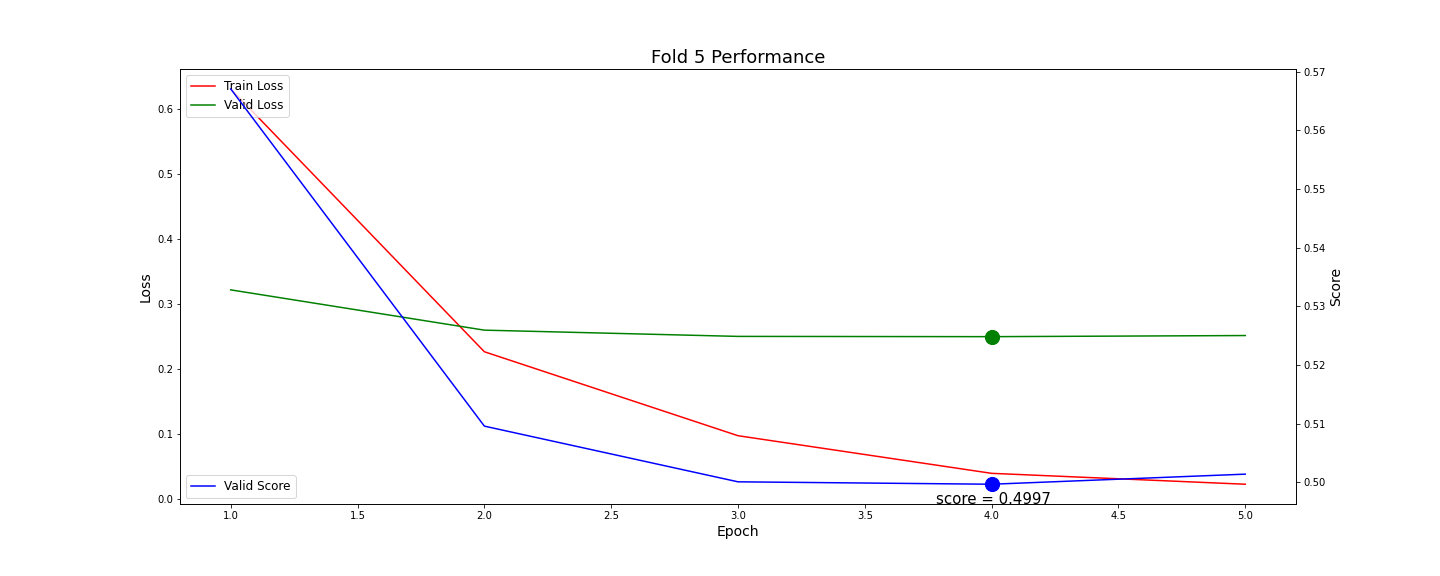 Fold 5 Performance
Train Loss
Valid Loss
Valid Score
0.6
0.5
0.4
0.3
0.2
0.1
0.0
Loss
0.57
0.56
0.55
0.54
0.53
0.52
0.51
0.50
Score
score = 0.4997
1.0 1.5 2.0 2.5 3.0 3.5 4.0 4.5 5.0
Epoch